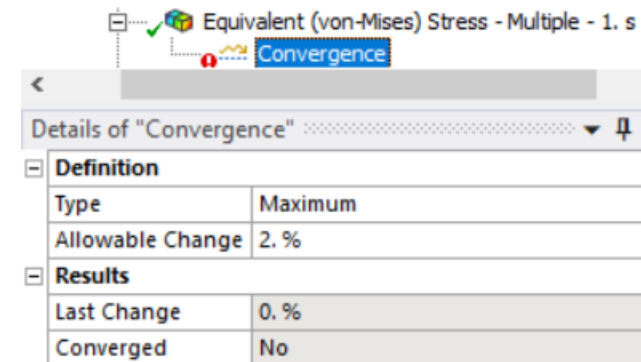 Equivalent (von-Mises) Stress - Multiple - 1. s
Convergence
Details of "Convergence"
Definition
Type Maximum
Allowable Change 2. %
Results
Last Change 0. %
Converged No